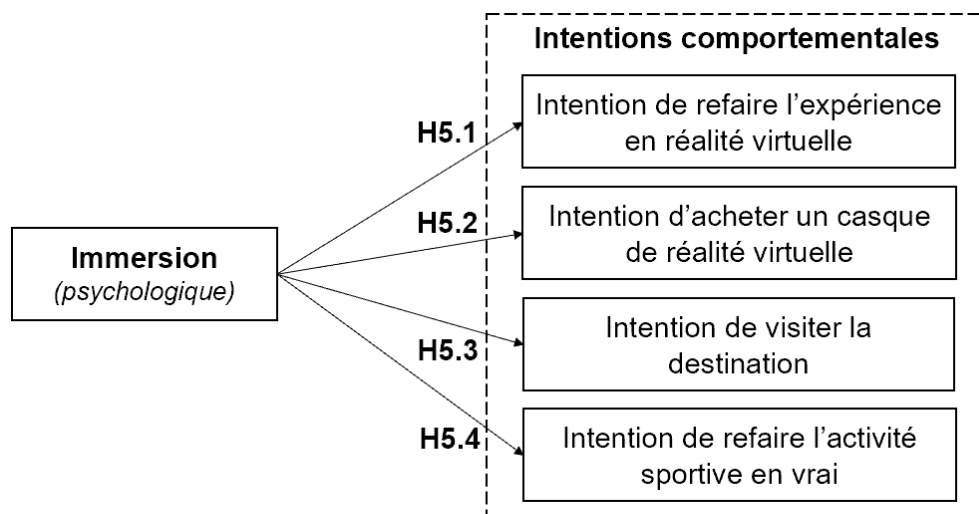 Intentions comportementales
H5.1
Intention de refaire l’expérience
en réalité virtuelle
H5.2
Intention d’acheter un casque
de réalité virtuelle
Immersion
(psychologique)
H5.3
Intention de visiter la
destination
H5.4
Intention de refaire l’activité
sportive en vrai